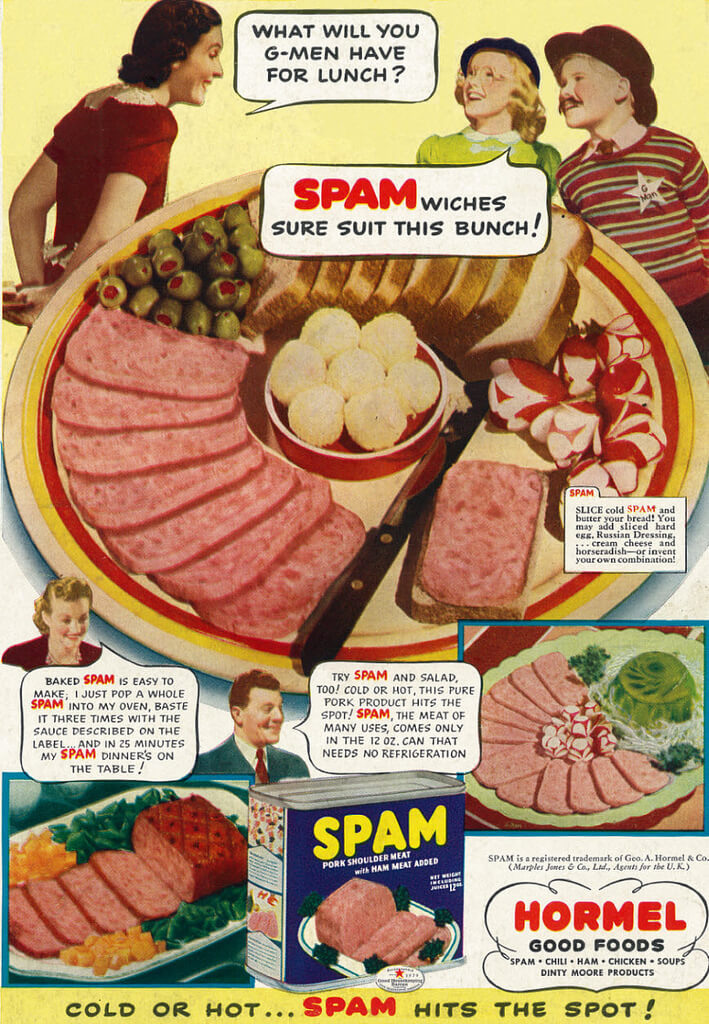 WHAT WILL YOU
G-MEN HAVE
FOR LUNCH?
SPAM WICHES
SURE SUIT THIS BUNCH!
G
Man
SPAM
SLICE cold SPAM and
butter your bread! You
may add sliced hard
egg, Russian Dressing,
... cream cheese and
horseradish—or invent
your own combination!
BAKED SPAM IS EASY TO
MAKE; I JUST POP A WHOLE
SPAM INTO MY OVEN, BASTE
IT THREE TIMES WITH THE
SAUCE DESCRIBED ON THE
LABEL...AND IN 25 MINUTES
MY SPAM DINNER'S ON
THE TABLE!
TRY SPAM AND SALAD,
TOO! COLD OR HOT, THIS PURE
PORK PRODUCT HITS THE
SPOT! SPAM, THE MEAT OF
MANY USES, COMES ONLY
IN THE 12 OZ. CAN THAT
NEEDS NO REFRIGERATION
SPAM
PORK SHOULDER MEAT
with HAM MEAT ADDED
NET WEIGHT
INCLUDING
JUICES 12 OZ.
Good Housekeeping
SPAM is a registered trademark of Geo. A. Hormel & Co.
(Marples Jones & Co., Ltd., Agents for the U.K.)
HORMEL
GOOD FOODS
SPAM • CHILI • HAM • CHICKEN • SOUPS
DINTY MOORE PRODUCTS
COLD OR HOT... SPAM HITS THE SPOT!